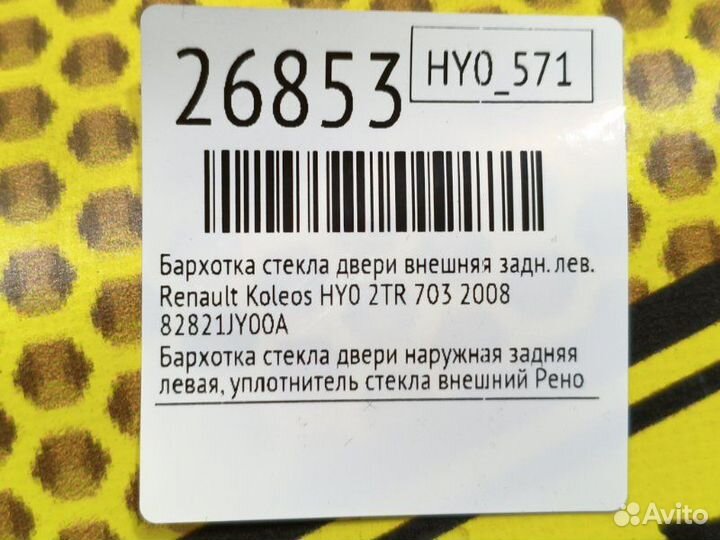 26853
HY0_571
Бархотка стекла двери внешняя задн. лев.
Renault Koleos HY0 2TR 703 2008
82821JY00A
Бархотка стекла двери наружная задняя
левая, уплотнитель стекла внешний Рено
Avito